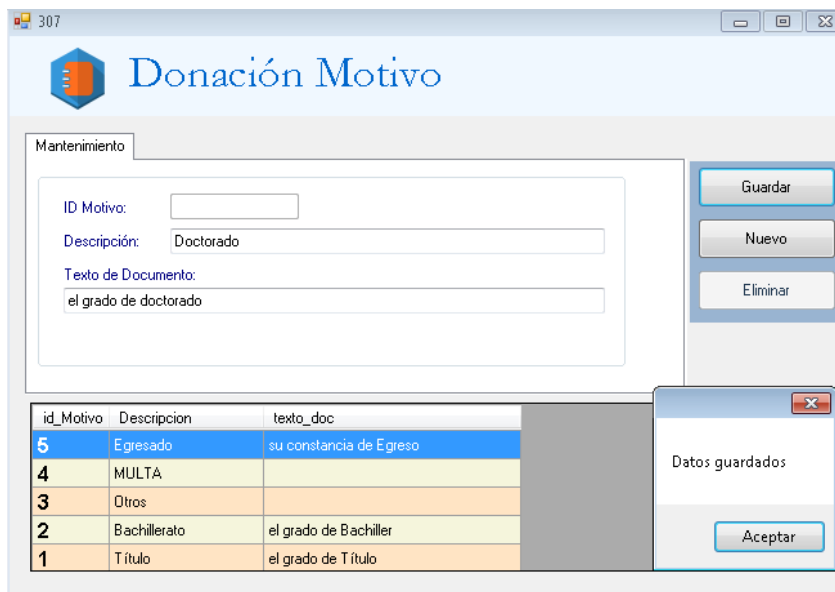 307
Donación Motivo
Mantenimiento
ID Motivo:
Descripción: Doctorado
Texto de Documento:
el grado de doctorado
Guardar
Nuevo
Eliminar
id_Motivo Descripcion texto_doc
5 Egresado su constancia de Egreso
4 MULTA
3 Otros
2 Bachillerato el grado de Bachiller
1 Título el grado de Título
Datos guardados
Aceptar